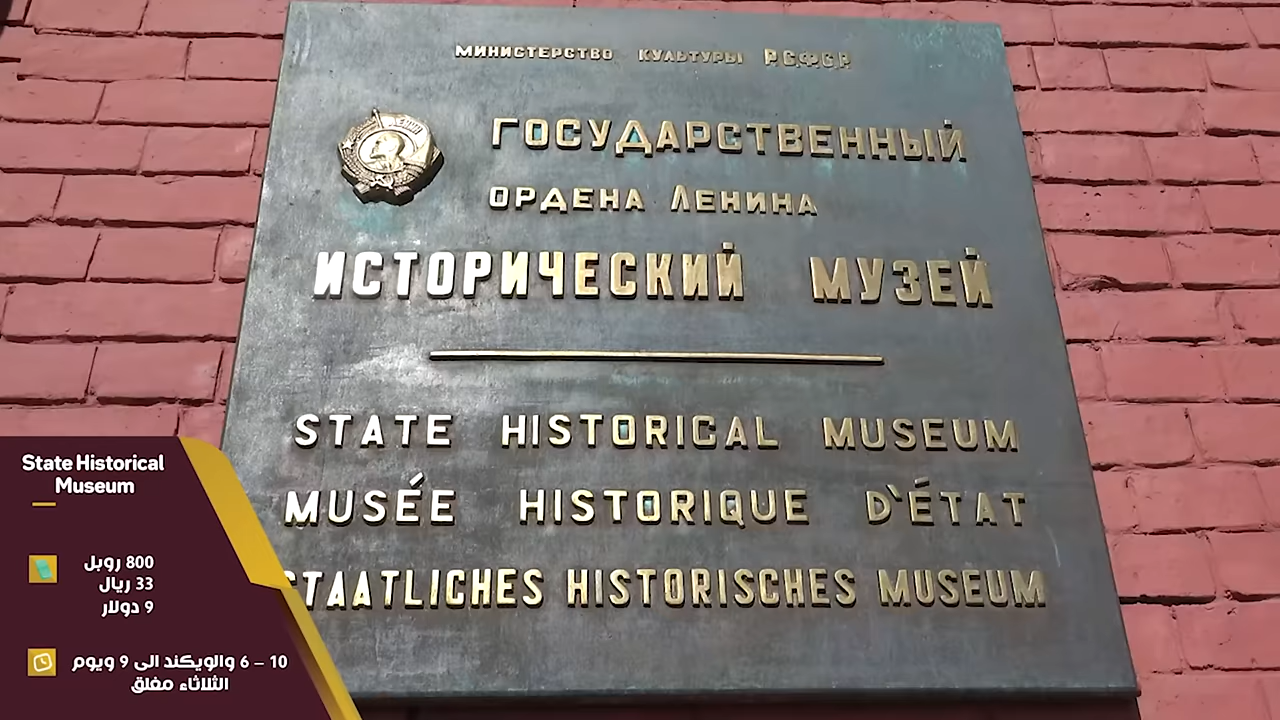 МИНИСТЕРСТВО КУЛЬТУРЫ РСФСР
ГОСУДАРСТВЕННЫЙ
ОРДЕНА ЛЕНИНА
ИСТОРИЧЕСКИЙ МУЗЕЙ
STATE HISTORICAL MUSEUM
MUSÉE HISTORIQUE D'ÉTAT
STAATLICHES HISTORISCHES MUSEUM
State Historical
Museum
800 روبل
33 ريال
9 دولار
10 – 6 والويكند الى 9 ويوم
الثلاثاء مغلق